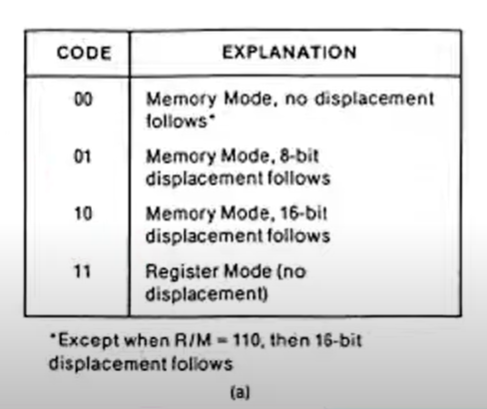 CODE EXPLANATION
00 Memory Mode, no displacement
follows*
01 Memory Mode, 8-bit
displacement follows
10 Memory Mode, 16-bit
displacement follows
11 Register Mode (no
displacement)
*Except when R/M = 110, then 16-bit
displacement follows
(a)